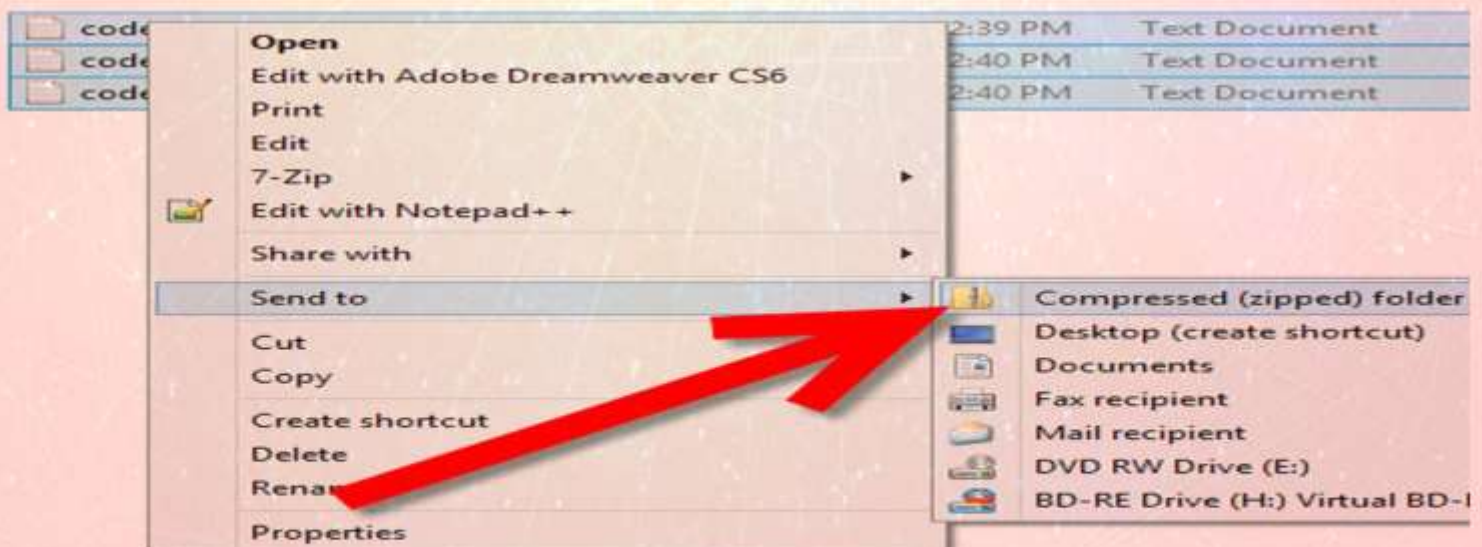 code 2:39 PM Text Document
code 2:40 PM Text Document
code 2:40 PM Text Document
Open
Edit with Adobe Dreamweaver CS6
Print
Edit
7-Zip
Edit with Notepad++
Share with
Send to
Cut
Copy
Create shortcut
Delete
Rena
Properties
Compressed (zipped) folder
Desktop (create shortcut)
Documents
Fax recipient
Mail recipient
DVD RW Drive (E:)
BD-RE Drive (H:) Virtual BD-